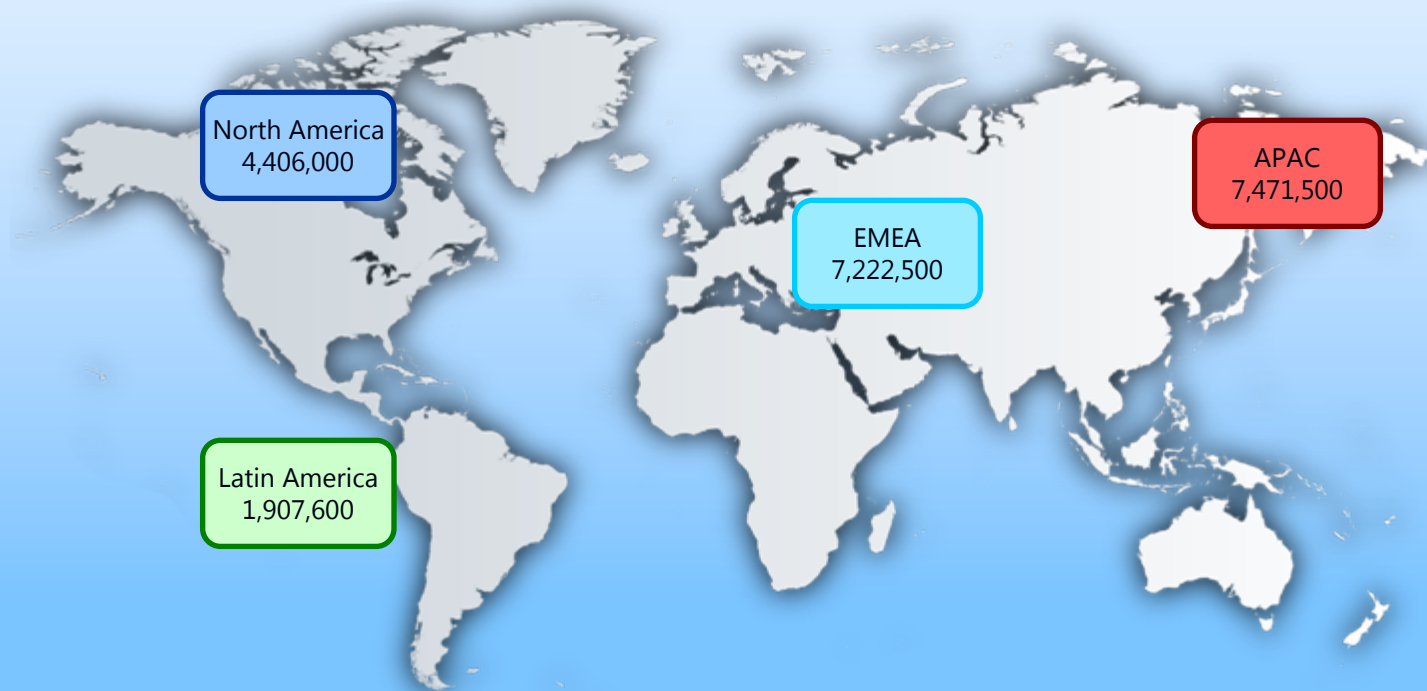 North America
4,406,000
APAC
7,471,500
EMEA
7,222,500
Latin America
1,907,600